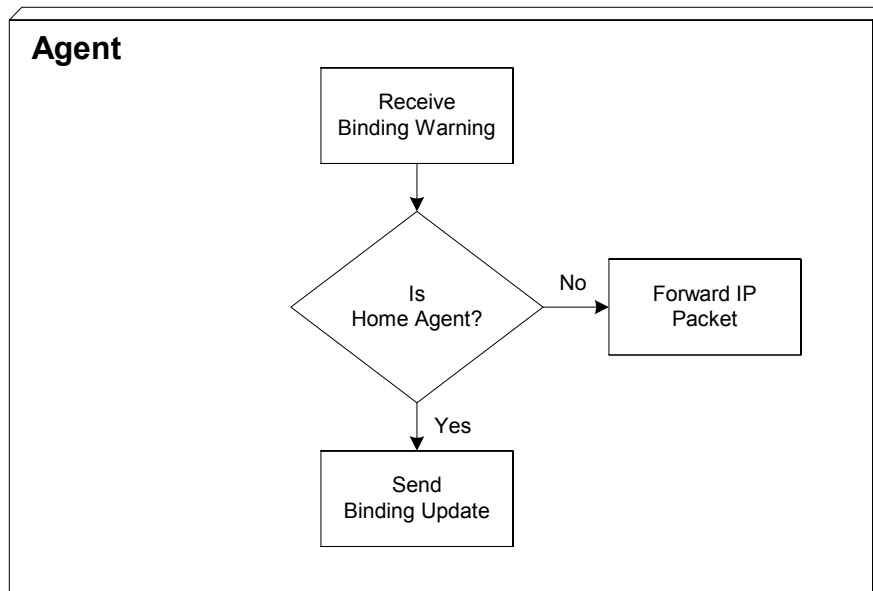 Agent
Receive
Binding Warning
Is
Home Agent?
No
Forward IP
Packet
Yes
Send
Binding Update